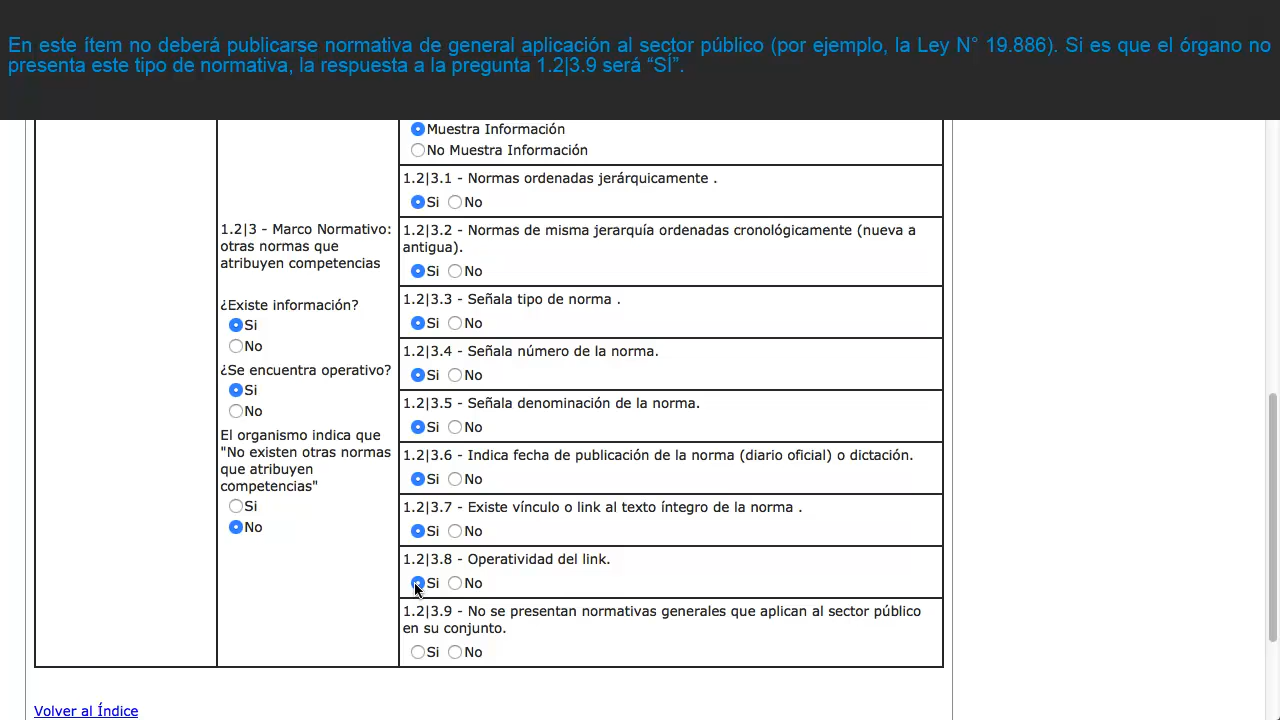 En este ítem no deberá publicarse normativa de general aplicación al sector público (por ejemplo, la Ley N° 19.886). Si es que el órgano no
presenta este tipo de normativa, la respuesta a la pregunta 1.2|3.9 será “SÍ”.
1.2|3 - Marco Normativo:
otras normas que
atribuyen competencias
¿Existe información?
Si
No
¿Se encuentra operativo?
Si
No
El organismo indica que
"No existen otras normas
que atribuyen
competencias"
Si
No
Muestra Información
No Muestra Información
1.2|3.1 - Normas ordenadas jerárquicamente .
Si No
1.2|3.2 - Normas de misma jerarquía ordenadas cronológicamente (nueva a
antigua).
Si No
1.2|3.3 - Señala tipo de norma .
Si No
1.2|3.4 - Señala número de la norma.
Si No
1.2|3.5 - Señala denominación de la norma.
Si No
1.2|3.6 - Indica fecha de publicación de la norma (diario oficial) o dictación.
Si No
1.2|3.7 - Existe vínculo o link al texto íntegro de la norma .
Si No
1.2|3.8 - Operatividad del link.
Si No
1.2|3.9 - No se presentan normativas generales que aplican al sector público
en su conjunto.
Si No
Volver al Índice